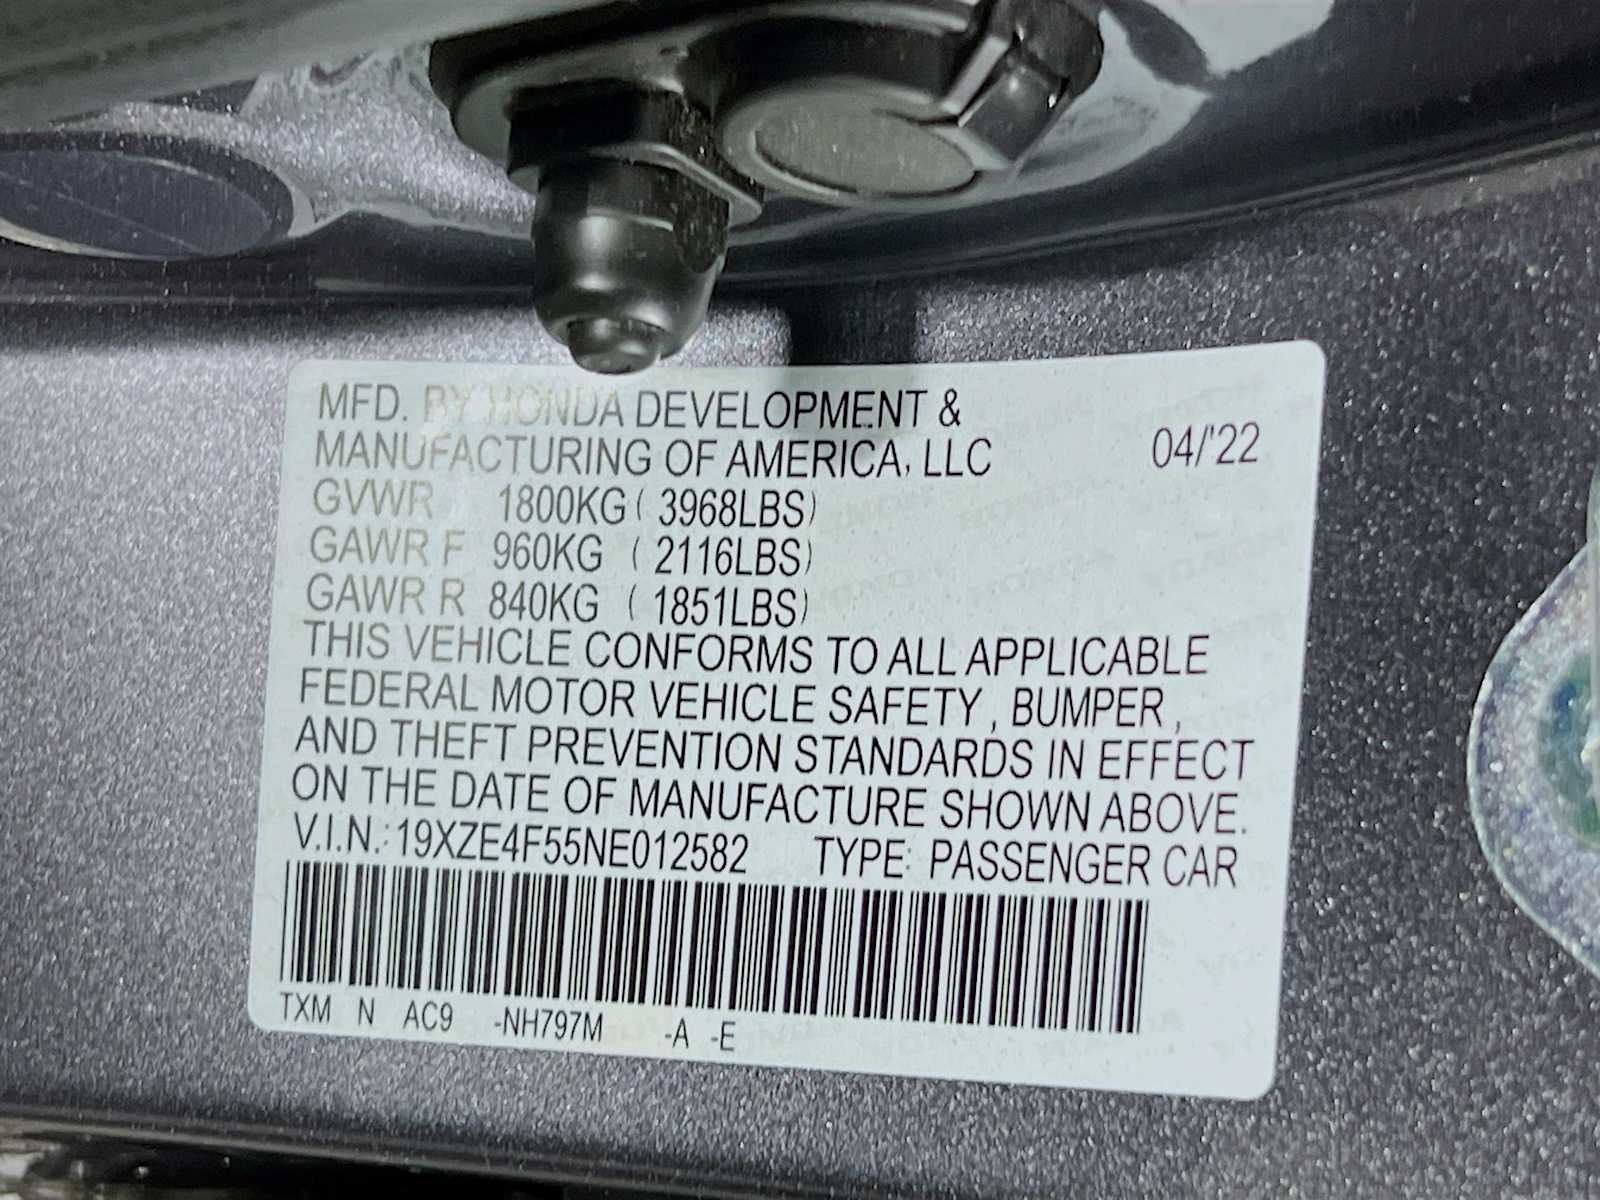 MFD. BY HONDA DEVELOPMENT &
MANUFACTURING OF AMERICA, LLC 04/'22
GVWR 1800KG ( 3968LBS)
GAWR F 960KG ( 2116LBS)
GAWR R 840KG ( 1851LBS)
THIS VEHICLE CONFORMS TO ALL APPLICABLE
FEDERAL MOTOR VEHICLE SAFETY , BUMPER ,
AND THEFT PREVENTION STANDARDS IN EFFECT
ON THE DATE OF MANUFACTURE SHOWN ABOVE.
V.I.N.: 19XZE4F55NE012582 TYPE: PASSENGER CAR
TXM N AC9 -NH797M -A -E